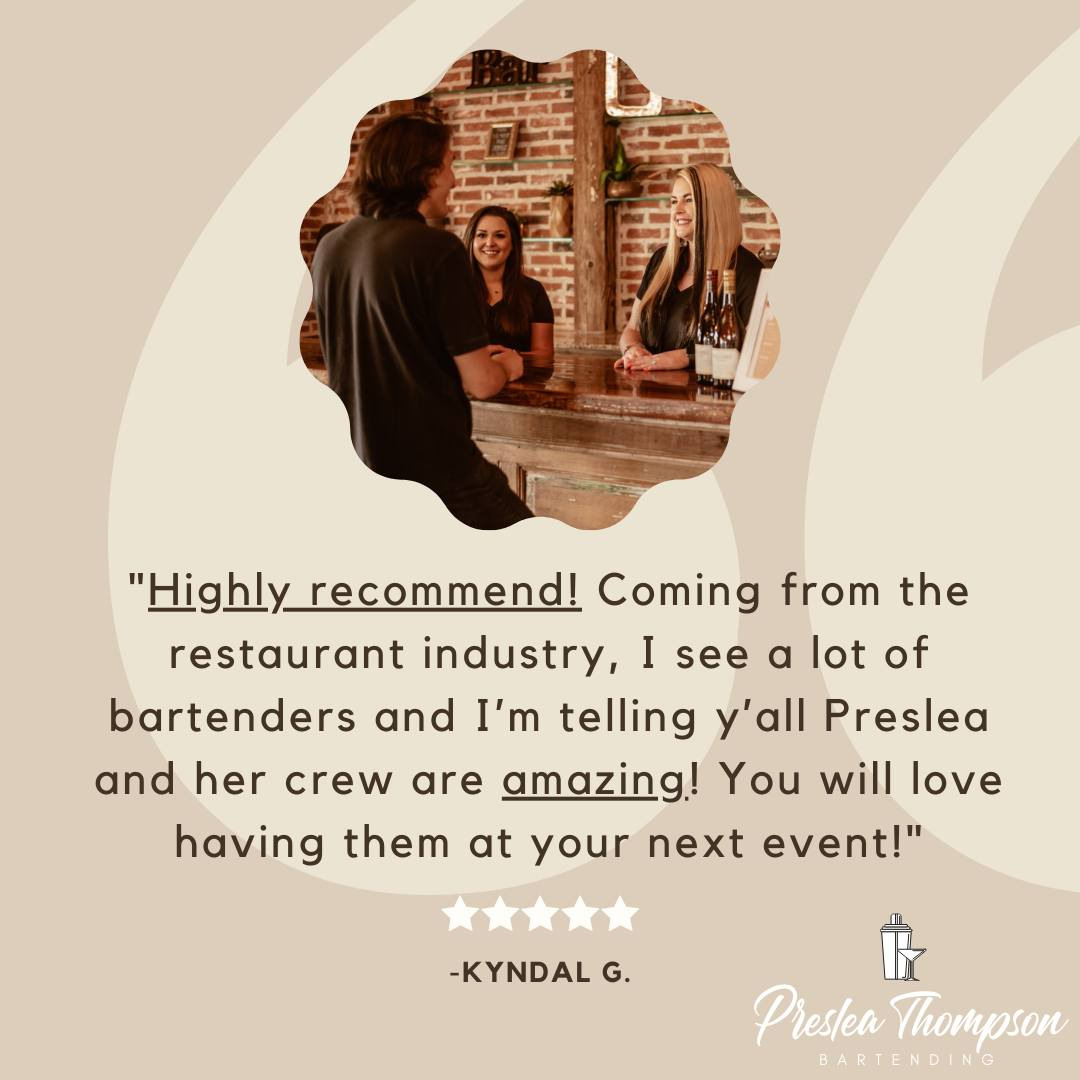 Bar
"Highly recommend! Coming from the
restaurant industry, I see a lot of
bartenders and I’m telling y’all Preslea
and her crew are amazing! You will love
having them at your next event!"
-KYNDAL G.
Preslea Thompson
BARTENDING